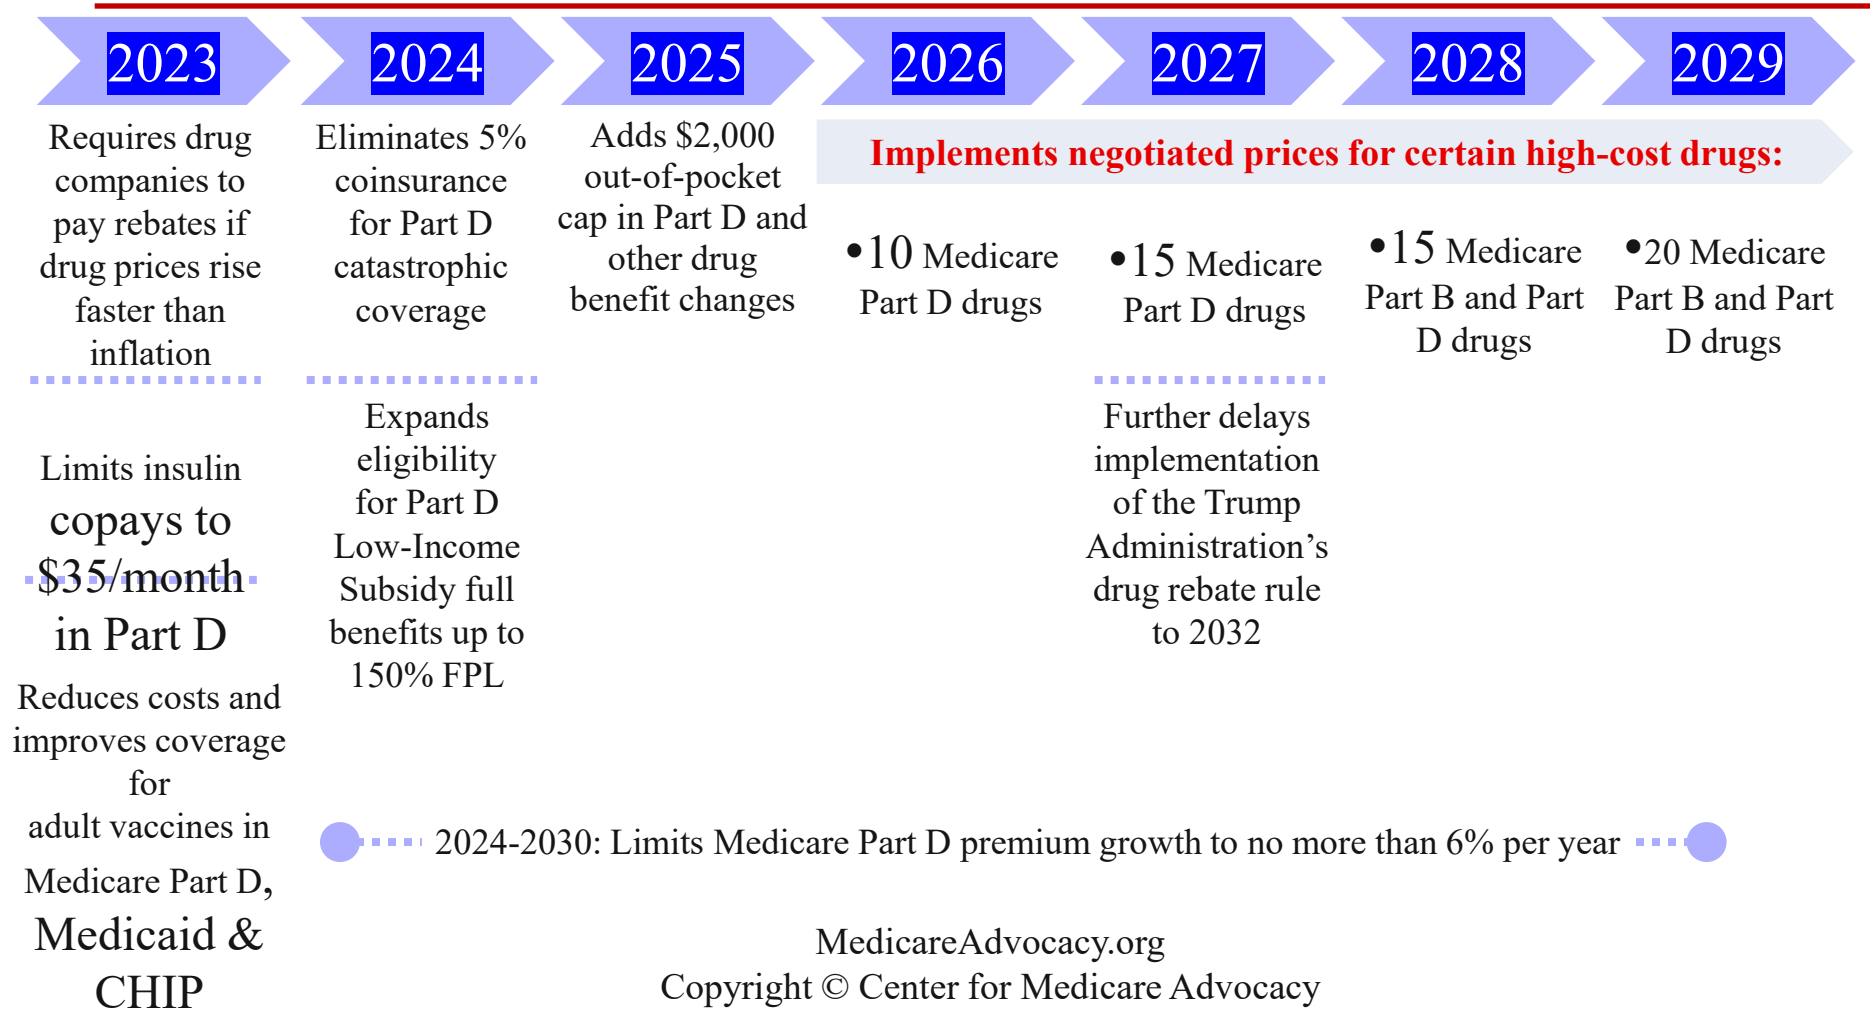 2023
Requires drug
companies to
pay rebates if
drug prices rise
faster than
inflation
Limits insulin
copays to
$35/month
in Part D
Reduces costs and
improves coverage
for
adult vaccines in
Medicare Part D,
Medicaid &
CHIP
2024
Eliminates 5%
coinsurance
for Part D
catastrophic
coverage
Expands
eligibility
for Part D
Low-Income
Subsidy full
benefits up to
150% FPL
2025
Adds $2,000
out-of-pocket
cap in Part D and
other drug
benefit changes
2026
2027
2028
2029
Implements negotiated prices for certain high-cost drugs:
•10 Medicare
Part D drugs
•15 Medicare
Part D drugs
Further delays
implementation
of the Trump
Administration’s
drug rebate rule
to 2032
•15 Medicare
Part B and Part
D drugs
•20 Medicare
Part B and Part
D drugs
2024-2030: Limits Medicare Part D premium growth to no more than 6% per year
MedicareAdvocacy.org
Copyright © Center for Medicare Advocacy